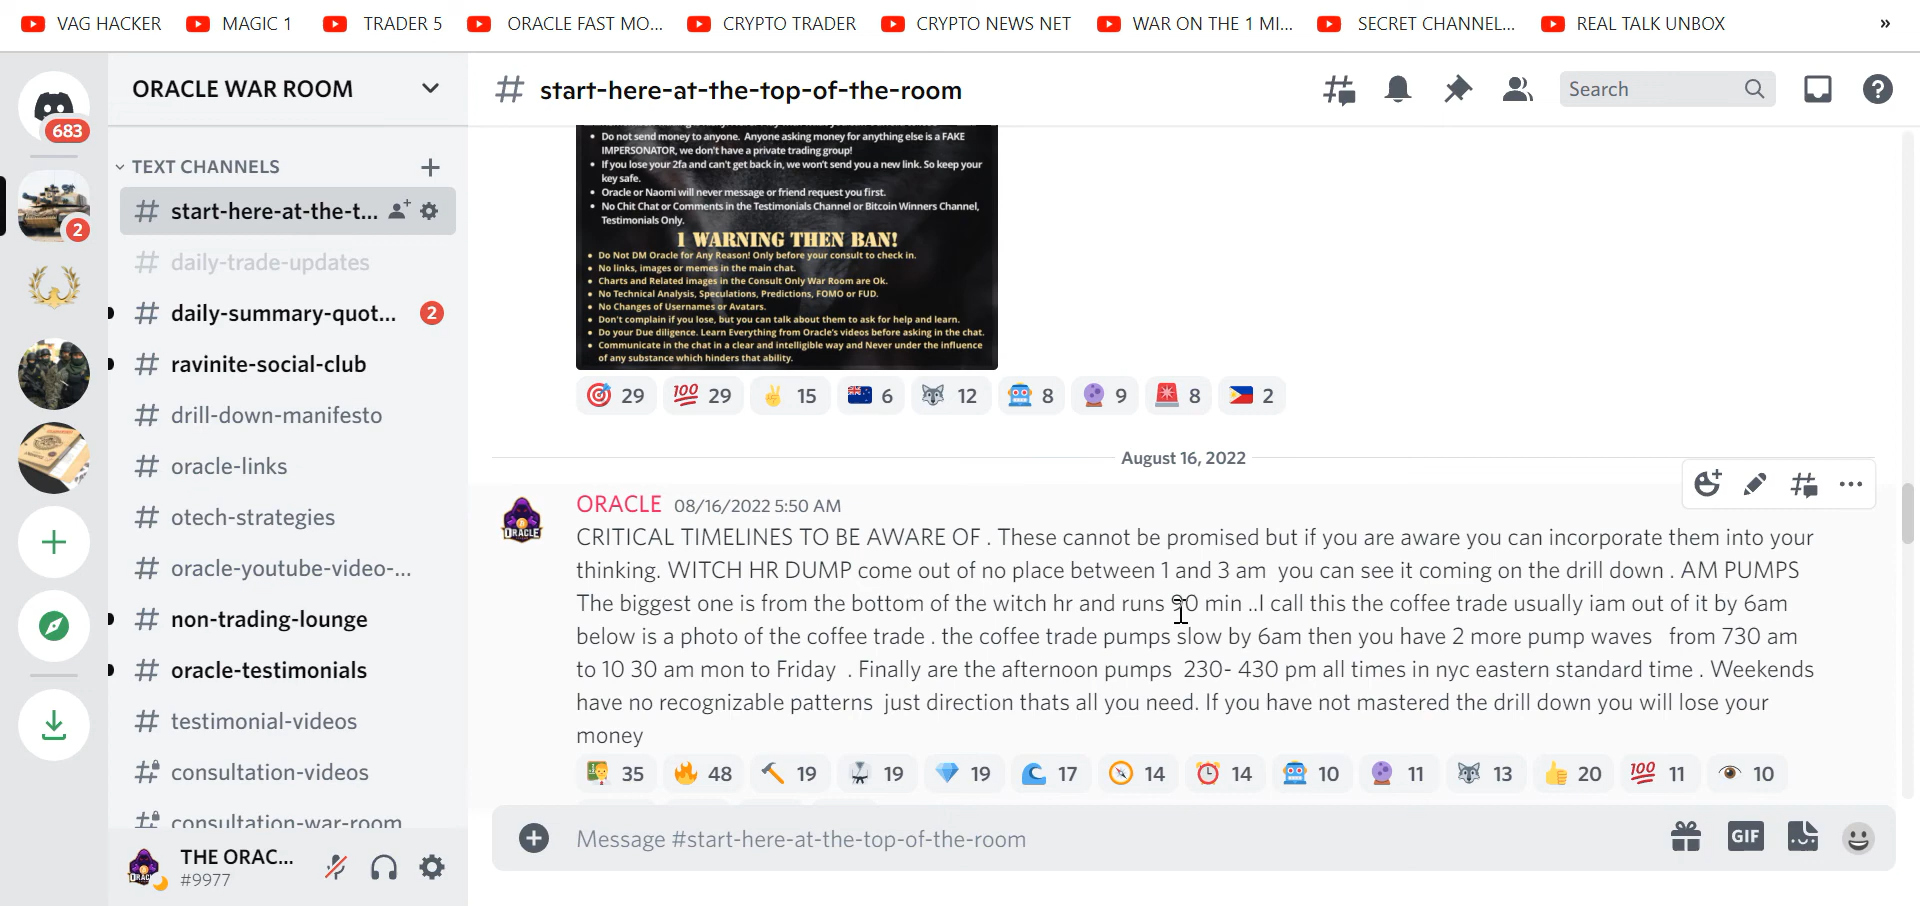 VAG HACKER MAGIC 1 TRADER 5 ORACLE FAST MO... CRYPTO TRADER CRYPTO NEWS NET WAR ON THE 1 MI... SECRET CHANNEL... REAL TALK UNBOX »
683
2
ORACLE WAR ROOM
TEXT CHANNELS
# start-here-at-the-t...
# daily-trade-updates
# daily-summary-quot... 2
# ravinite-social-club
# drill-down-manifesto
# oracle-links
# otech-strategies
# oracle-youtube-video-...
# non-trading-lounge
# oracle-testimonials
# testimonial-videos
# consultation-videos
# consultation-war-room
THE ORAC...
#9977
# start-here-at-the-top-of-the-room
Search
• Do not send money to anyone. Anyone asking money for anything else is a FAKE
IMPERSONATOR, we don't have a private trading group!
• If you lose your 2fa and can't get back in, we won't send you a new link. So keep your
key safe.
• Oracle or Naomi will never message or friend request you first.
• No Chit Chat or Comments in the Testimonials Channel or Bitcoin Winners Channel,
Testimonials Only.
1 WARNING THEN BAN!
• Do Not DM Oracle for Any Reason! Only before your consult to check in.
• No links, images or memes in the main chat.
• Charts and Related images in the Consult Only War Room are Ok.
• No Technical Analysis, Speculations, Predictions, FOMO or FUD.
• No Changes of Usernames or Avatars.
• Don't complain if you lose, but you can talk about them to ask for help and learn.
• Do your Due diligence. Learn Everything from Oracle's videos before asking in the chat.
• Communicate in the chat in a clear and intelligible way and Never under the influence
of any substance which hinders that ability.
29 100 29 15 6 12 8 9 8 2
August 16, 2022
ORACLE 08/16/2022 5:50 AM
CRITICAL TIMELINES TO BE AWARE OF . These cannot be promised but if you are aware you can incorporate them into your
thinking. WITCH HR DUMP come out of no place between 1 and 3 am you can see it coming on the drill down . AM PUMPS
The biggest one is from the bottom of the witch hr and runs 90 min ..I call this the coffee trade usually iam out of it by 6am
below is a photo of the coffee trade . the coffee trade pumps slow by 6am then you have 2 more pump waves from 730 am
to 10 30 am mon to Friday . Finally are the afternoon pumps 230- 430 pm all times in nyc eastern standard time . Weekends
have no recognizable patterns just direction thats all you need. If you have not mastered the drill down you will lose your
money
35 48 19 19 19 17 14 14 10 11 13 20 100 11 10
Message #start-here-at-the-top-of-the-room
GIF
ORACLE